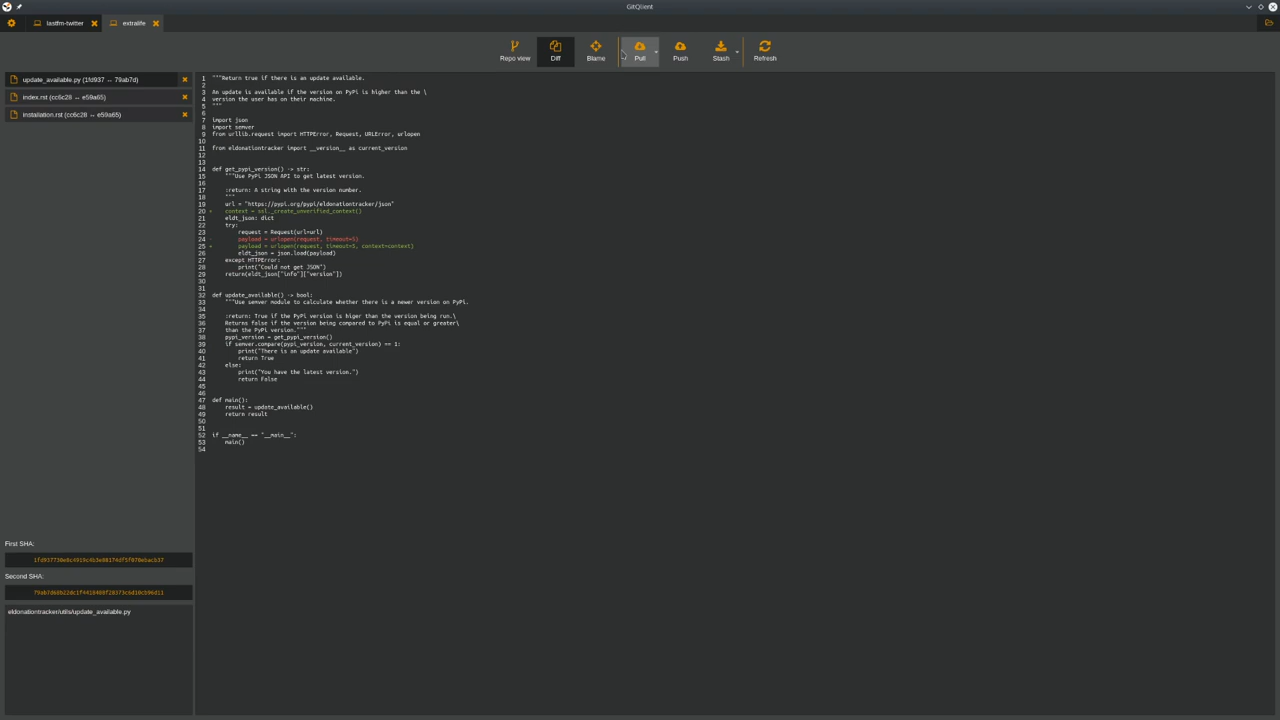 GitQlient
lastfm-twitter
extralife
Repo view
Diff
Blame
Pull
Push
Stash
Refresh
update_available.py (1fd937 ↔ 79ab7d)
index.rst (cc6c28 ↔ e59a65)
installation.rst (cc6c28 ↔ e59a65)
1 """Return true if there is an update available.
2
3 An update is available if the version on PyPi is higher than the \
4 version the user has on their machine.
5 """
6
7 import json
8 import semver
9 from urllib.request import HTTPError, Request, URLError, urlopen
10
11 from eldonationtracker import __version__ as current_version
12
13
14 def get_pypi_version() -> str:
15 """Use PyPi JSON API to get latest version.
16
17 :return: A string with the version number.
18 """
19 url = "https://pypi.org/pypi/eldonationtracker/json"
20 + context = ssl._create_unverified_context()
21 eldt_json: dict
22 try:
23 request = Request(url=url)
24 - payload = urlopen(request, timeout=5)
25 + payload = urlopen(request, timeout=5, context=context)
26 eldt_json = json.load(payload)
27 except HTTPError:
28 print("Could not get JSON")
29 return(eldt_json["info"]["version"])
30
31
32 def update_available() -> bool:
33 """Use semver module to calculate whether there is a newer version on PyPi.
34
35 :return: True if the PyPi version is higer than the version being run.\
36 Returns false if the version being compared to PyPi is equal or greater\
37 than the PyPi version."""
38 pypi_version = get_pypi_version()
39 if semver.compare(pypi_version, current_version) == 1:
40 print("There is an update available")
41 return True
42 else:
43 print("You have the latest version.")
44 return False
45
46
47 def main():
48 result = update_available()
49 return result
50
51
52 if __name__ == "__main__":
53 main()
54
First SHA:
Second SHA:
eldonationtracker/utils/update_available.py